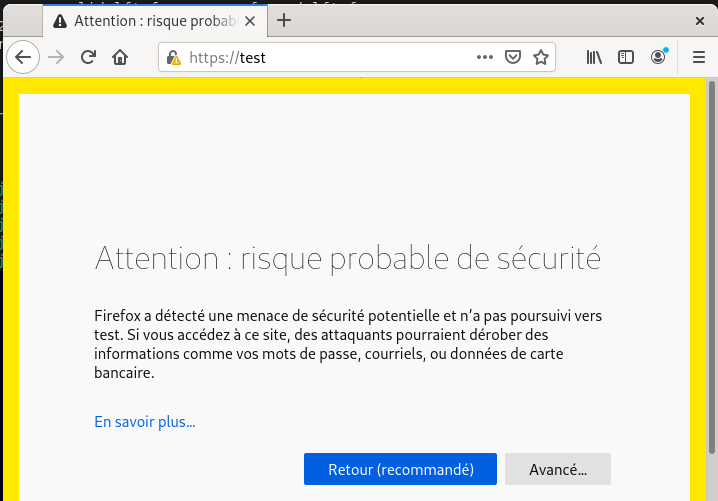 Attention : risque probab
https://test
Attention : risque probable de sécurité
Firefox a détecté une menace de sécurité potentielle et n’a pas poursuivi vers
test. Si vous accédez à ce site, des attaquants pourraient dérober des
informations comme vos mots de passe, courriels, ou données de carte
bancaire.
En savoir plus…
Retour (recommandé)
Avancé…